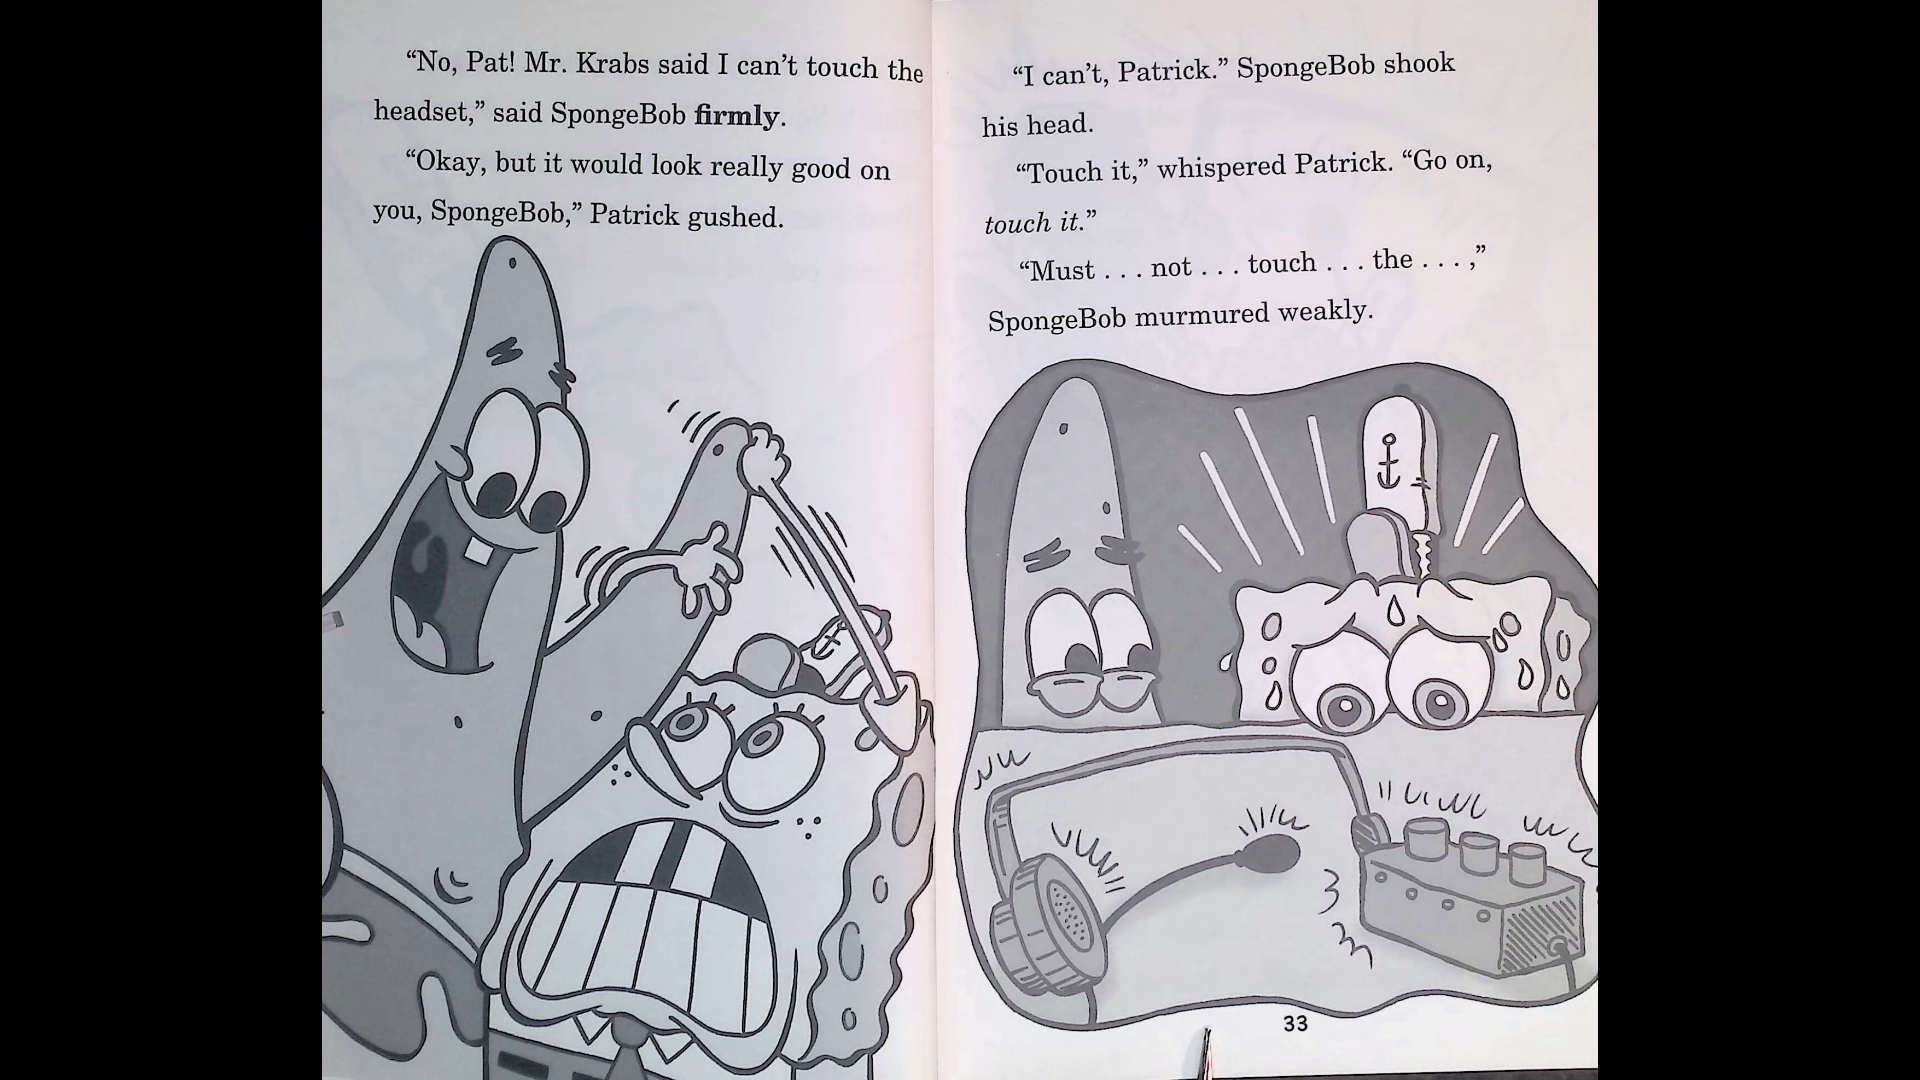 “No, Pat! Mr. Krabs said I can’t touch the
headset,” said SpongeBob firmly.
“Okay, but it would look really good on
you, SpongeBob,” Patrick gushed.
“I can’t, Patrick.” SpongeBob shook
his head.
“Touch it,” whispered Patrick. “Go on,
touch it.”
“Must . . . not . . . touch . . . the . . . ,”
SpongeBob murmured weakly.
33